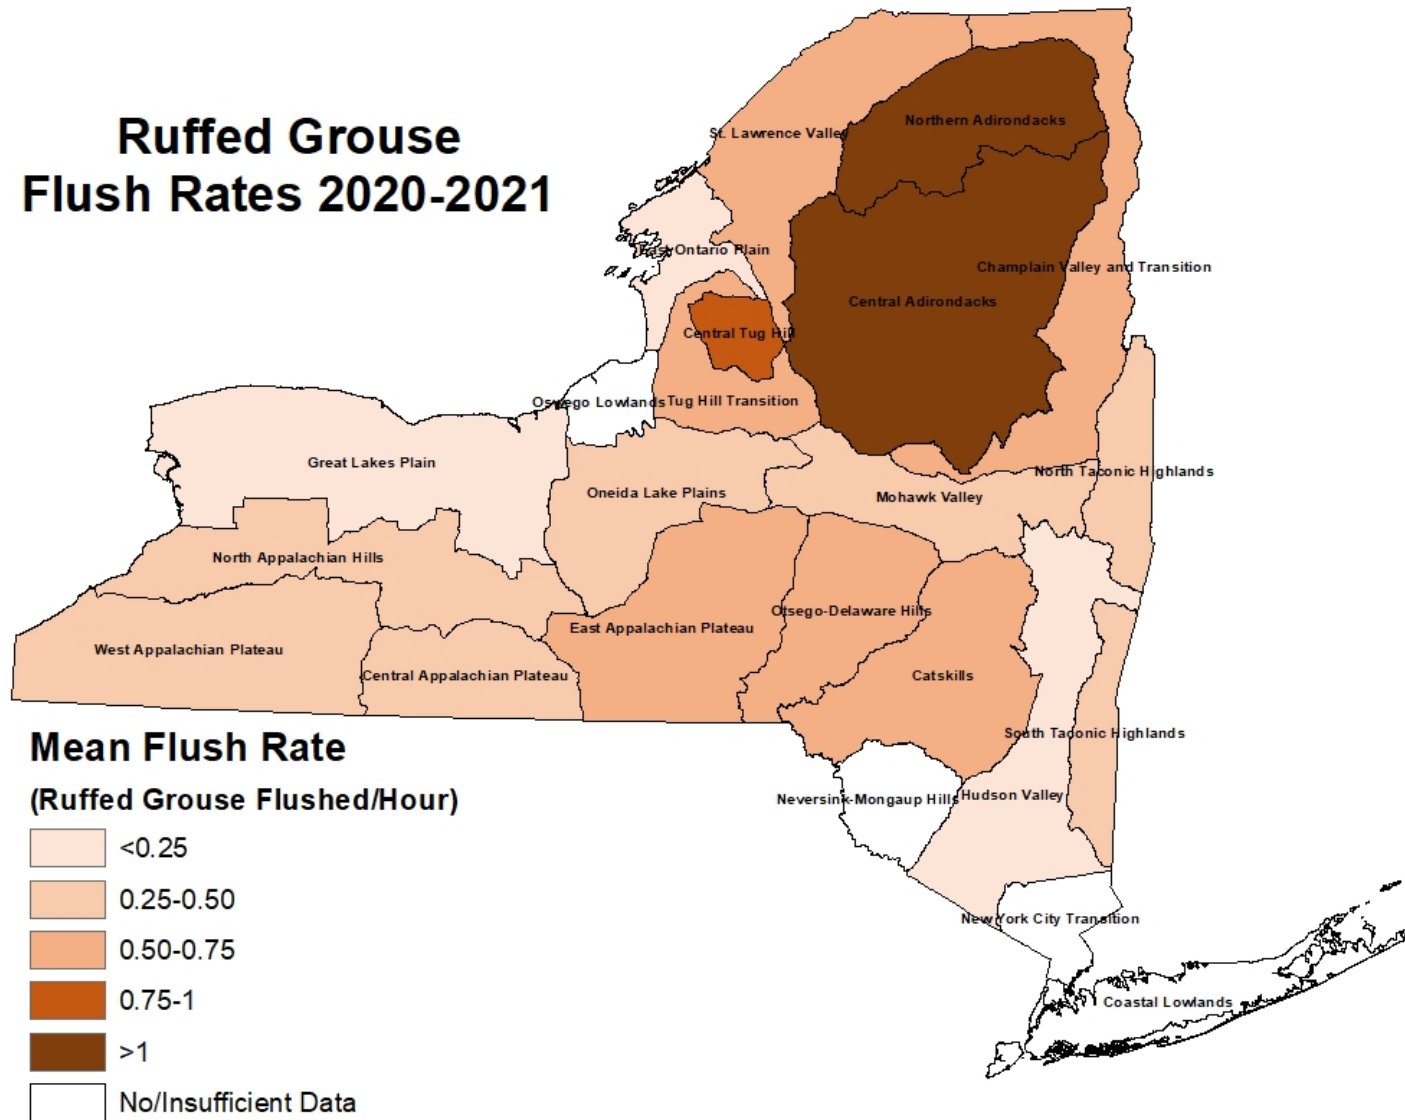 Ruffed Grouse
Flush Rates 2020-2021
Northern Adirondacks
St. Lawrence Valley
East Ontario Plain
Champlain Valley and Transition
Central Adirondacks
Central Tug Hill
Oswego Lowlands
Tug Hill Transition
Great Lakes Plain
North Taconic Highlands
Oneida Lake Plains
Mohawk Valley
North Appalachian Hills
Otsego-Delaware Hills
East Appalachian Plateau
West Appalachian Plateau
Central Appalachian Plateau
Catskills
South Taconic Highlands
Neversink-Mongaup Hills
Hudson Valley
New York City Transition
Coastal Lowlands
Mean Flush Rate
(Ruffed Grouse Flushed/Hour)
<0.25
0.25-0.50
0.50-0.75
0.75-1
>1
No/Insufficient Data